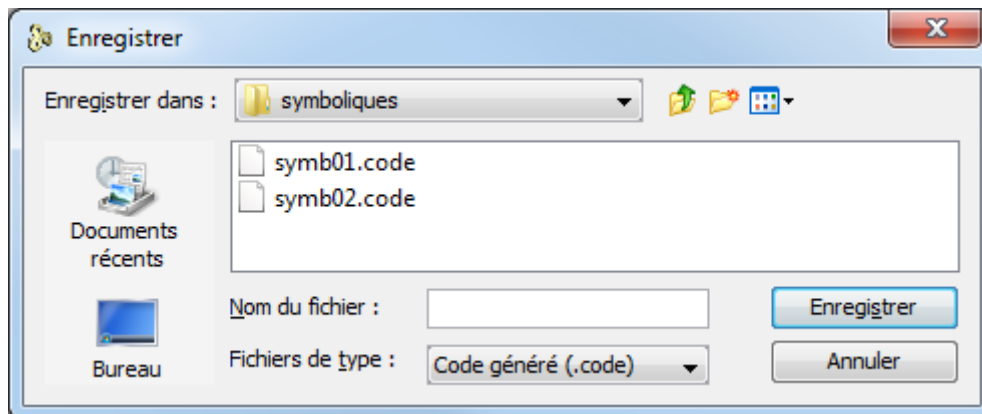 Enregistrer
Enregistrer dans :
symboliques
symb01.code
symb02.code
Documents
récents
Bureau
Nom du fichier :
Enregistrer
Fichiers de type :
Code généré (.code)
Annuler